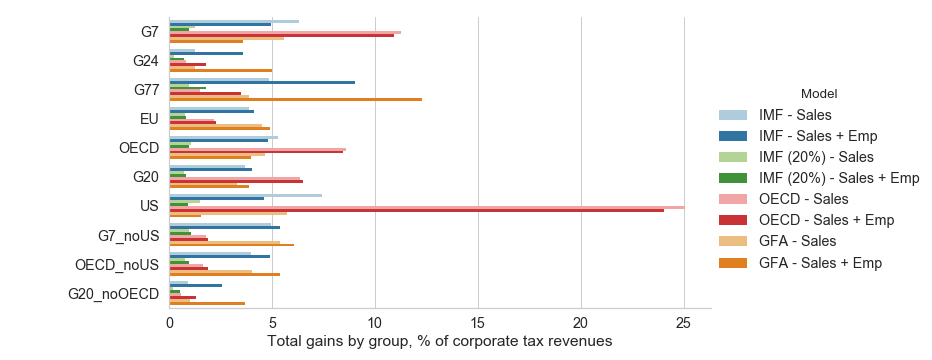 G7
G24
G77
EU
OECD
G20
US
G7_noUS
OECD_noUS
G20_noOECD
0 5 10 15 20 25
Total gains by group, % of corporate tax revenues
Model
IMF - Sales
IMF - Sales + Emp
IMF (20%) - Sales
IMF (20%) - Sales + Emp
OECD - Sales
OECD - Sales + Emp
GFA - Sales
GFA - Sales + Emp